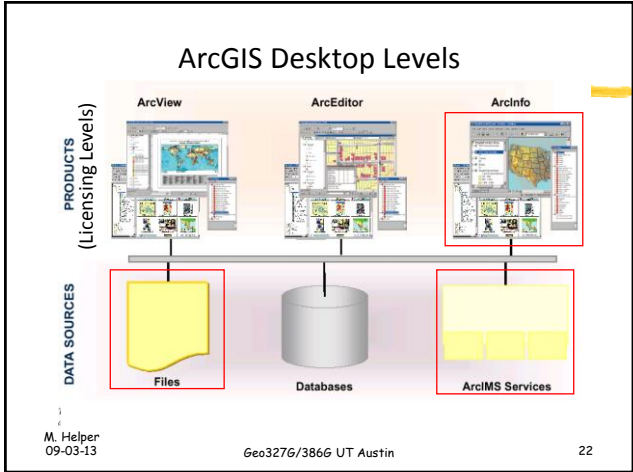 ArcGIS Desktop Levels
ArcView
ArcEditor
ArcInfo
PRODUCTS
(Licensing Levels)
DATA SOURCES
Files
Databases
ArcIMS Services
M. Helper
09-03-13
Geo327G/386G UT Austin
22